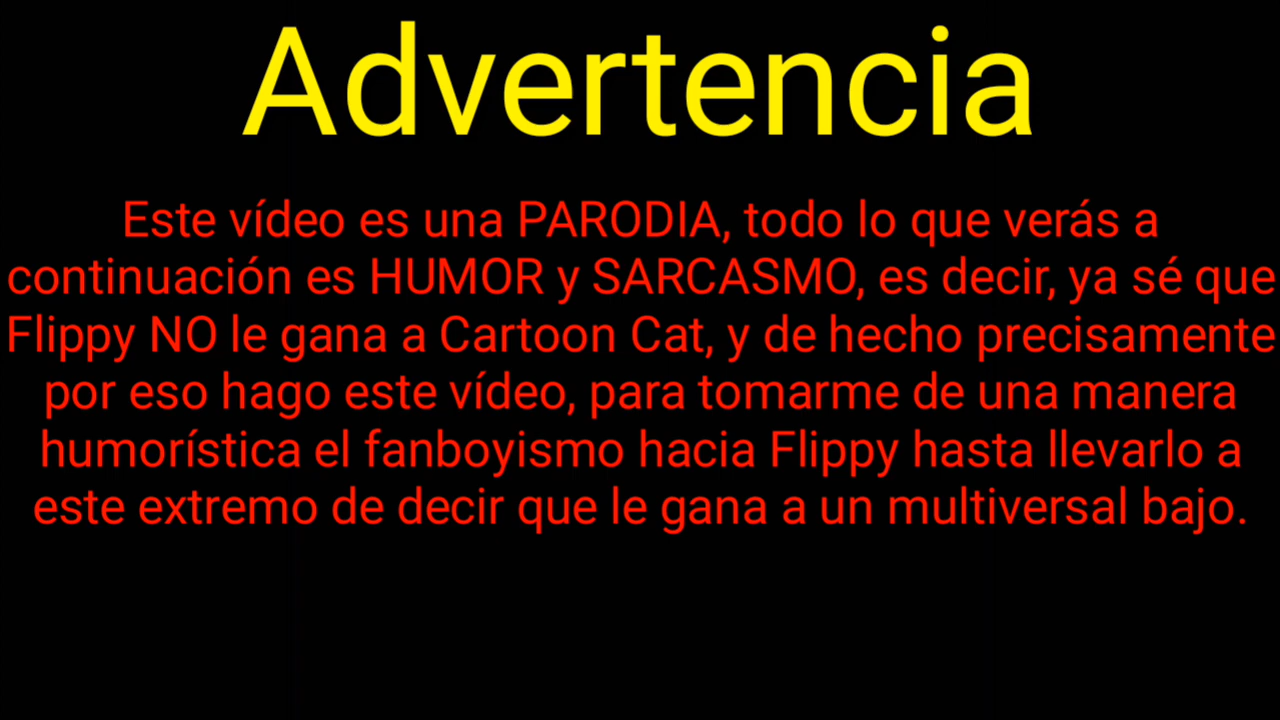 Advertencia
Este vídeo es una PARODIA, todo lo que verás a
continuación es HUMOR y SARCASMO, es decir, ya sé que
Flippy NO le gana a Cartoon Cat, y de hecho precisamente
por eso hago este vídeo, para tomarme de una manera
humorística el fanboyismo hacia Flippy hasta llevarlo a
este extremo de decir que le gana a un multiversal bajo.